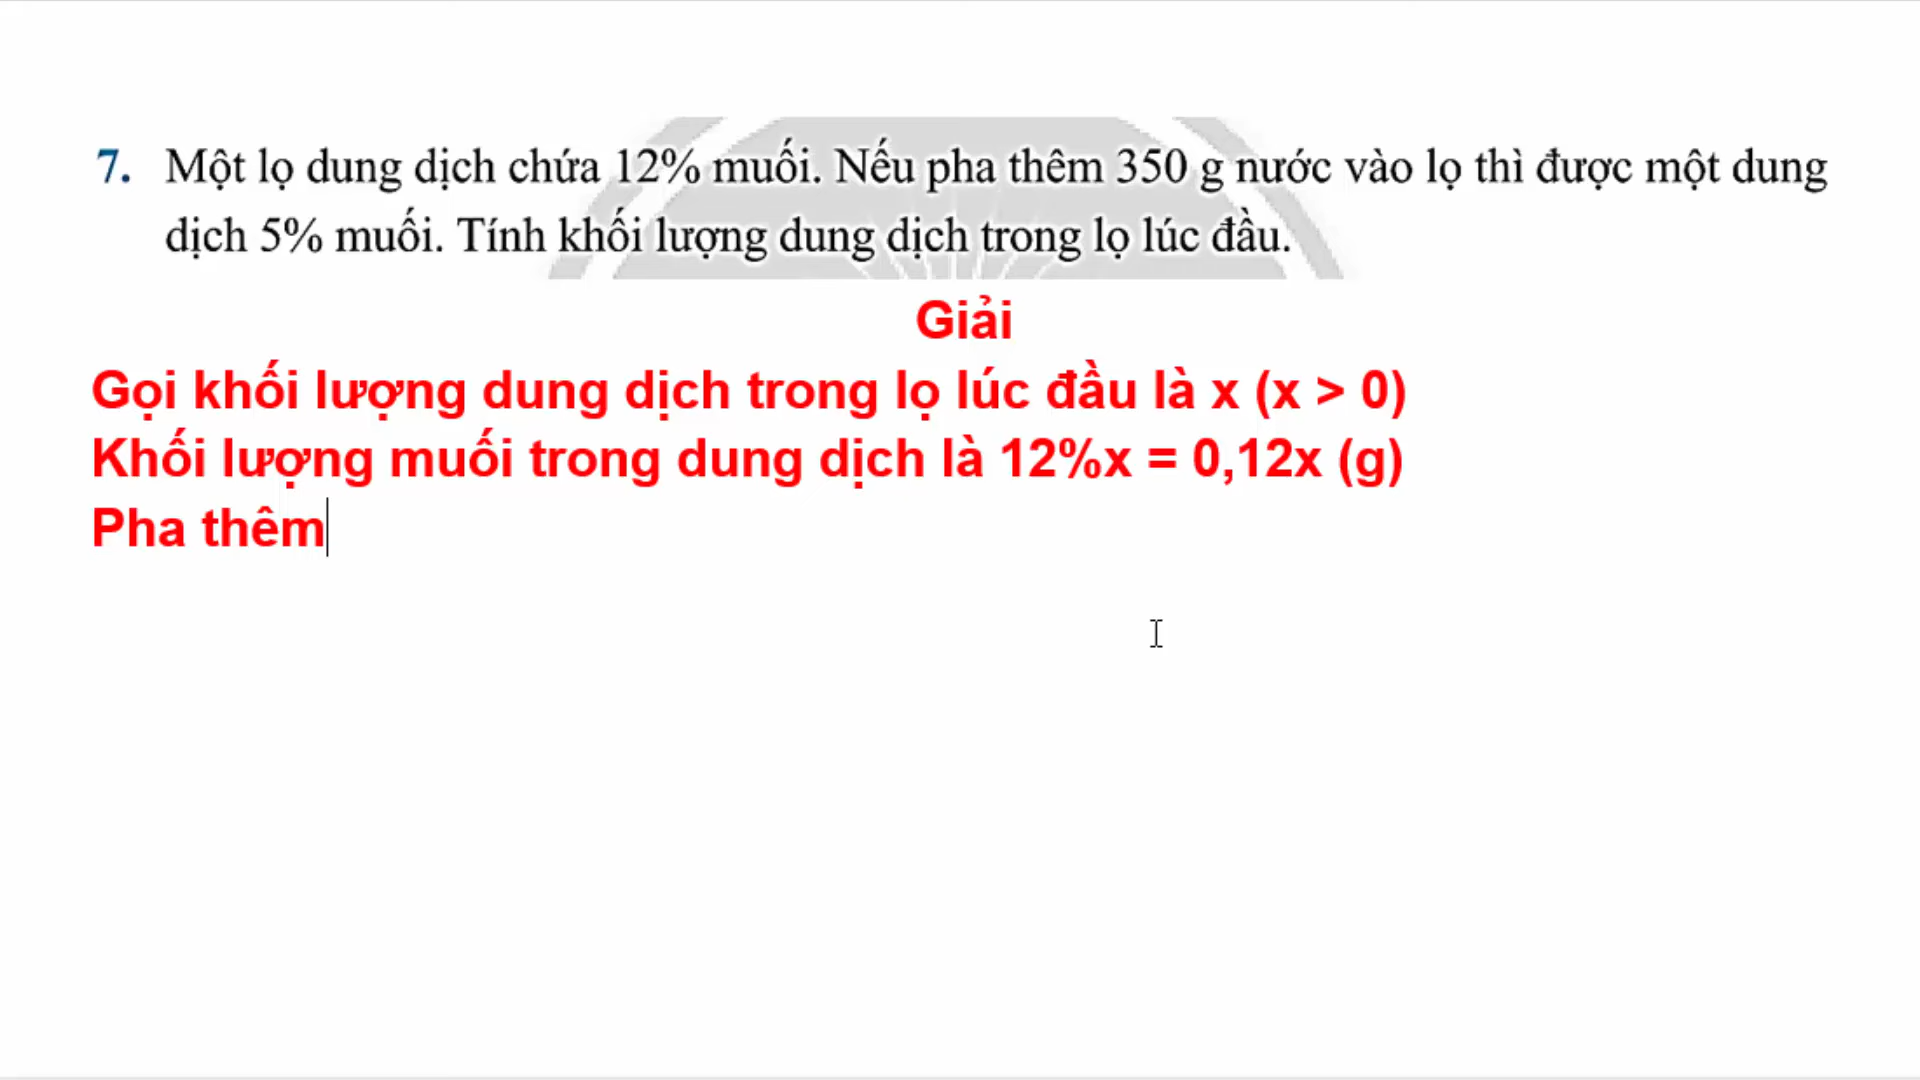 7. Một lọ dung dịch chứa 12% muối. Nếu pha thêm 350 g nước vào lọ thì được một dung
dịch 5% muối. Tính khối lượng dung dịch trong lọ lúc đầu.
Giải
Gọi khối lượng dung dịch trong lọ lúc đầu là x (x > 0)
Khối lượng muối trong dung dịch là 12%x = 0,12x (g)
Pha thêm